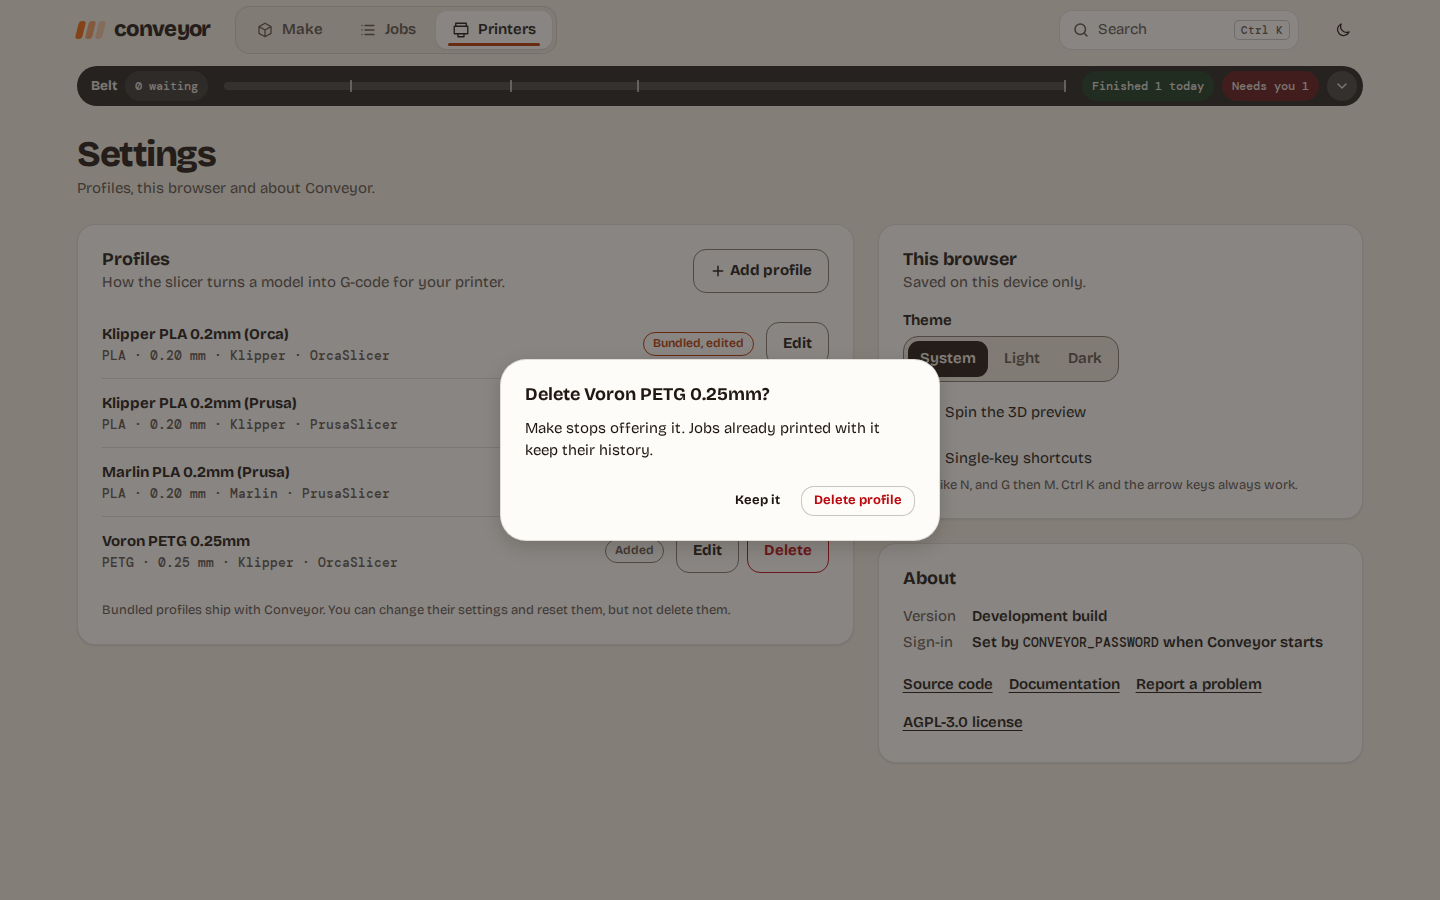 conveyor
Make
Jobs
Printers
Search
Ctrl K
Belt
0 waiting
Finished 1 today
Needs you 1
Settings
Profiles, this browser and about Conveyor.
Profiles
How the slicer turns a model into G-code for your printer.
Add profile
Klipper PLA 0.2mm (Orca)
PLA · 0.20 mm · Klipper · OrcaSlicer
Bundled, edited
Edit
Klipper PLA 0.2mm (Prusa)
PLA · 0.20 mm · Klipper · PrusaSlicer
Marlin PLA 0.2mm (Prusa)
PLA · 0.20 mm · Marlin · PrusaSlicer
Voron PETG 0.25mm
PETG · 0.25 mm · Klipper · OrcaSlicer
Added
Edit
Delete
Bundled profiles ship with Conveyor. You can change their settings and reset them, but not delete them.
Delete Voron PETG 0.25mm?
Make stops offering it. Jobs already printed with it
keep their history.
Keep it
Delete profile
This browser
Saved on this device only.
Theme
System
Light
Dark
Spin the 3D preview
Single-key shortcuts
ike N, and G then M. Ctrl K and the arrow keys always work.
About
Version
Development build
Sign-in
Set by CONVEYOR_PASSWORD when Conveyor starts
Source code
Documentation
Report a problem
AGPL-3.0 license